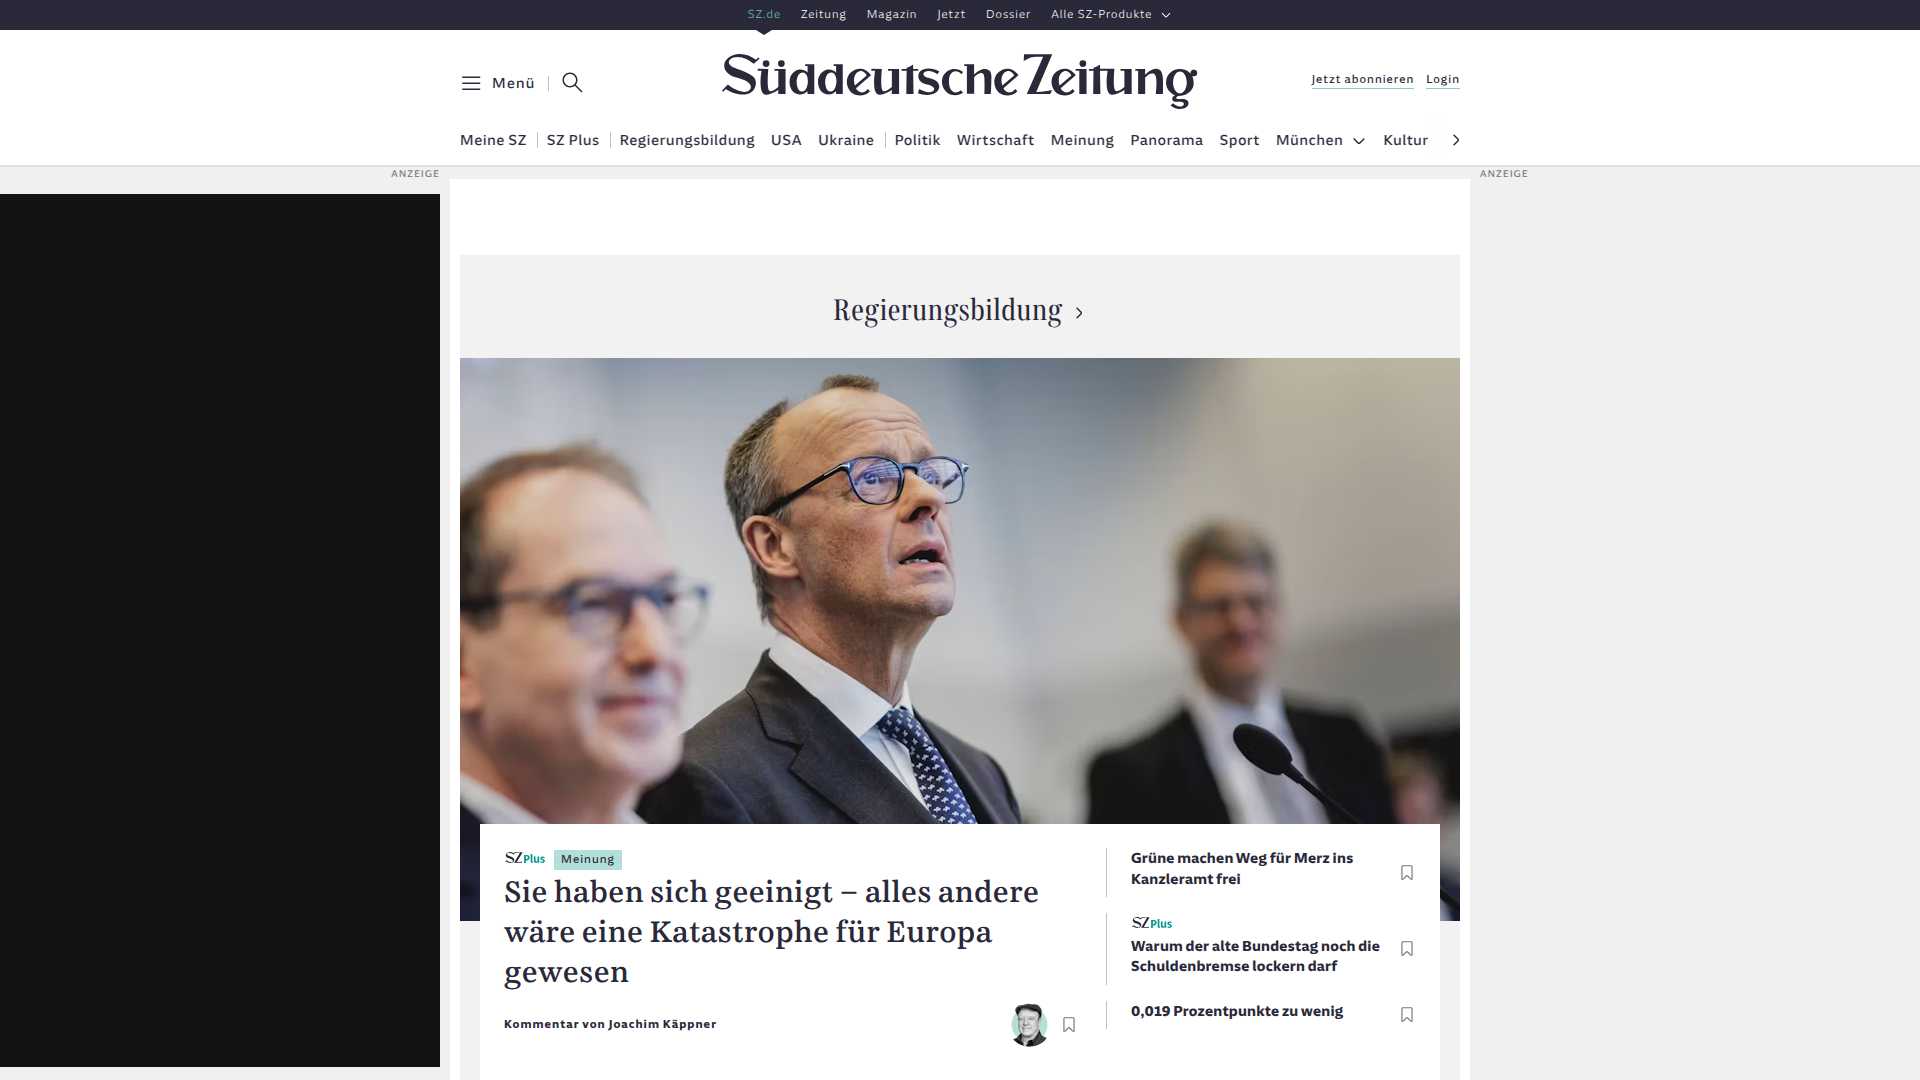 SZ.de Zeitung Magazin Jetzt Dossier Alle SZ-Produkte
Menü
Süddeutsche Zeitung
Jetzt abonnieren Login
Meine SZ SZ Plus Regierungsbildung USA Ukraine Politik Wirtschaft Meinung Panorama Sport München Kultur
ANZEIGE
ANZEIGE
Regierungsbildung
SZ Plus Meinung
Sie haben sich geeinigt – alles andere
wäre eine Katastrophe für Europa
gewesen
Kommentar von Joachim Käppner
Grüne machen Weg für Merz ins
Kanzleramt frei
SZ Plus
Warum der alte Bundestag noch die
Schuldenbremse lockern darf
0,019 Prozentpunkte zu wenig